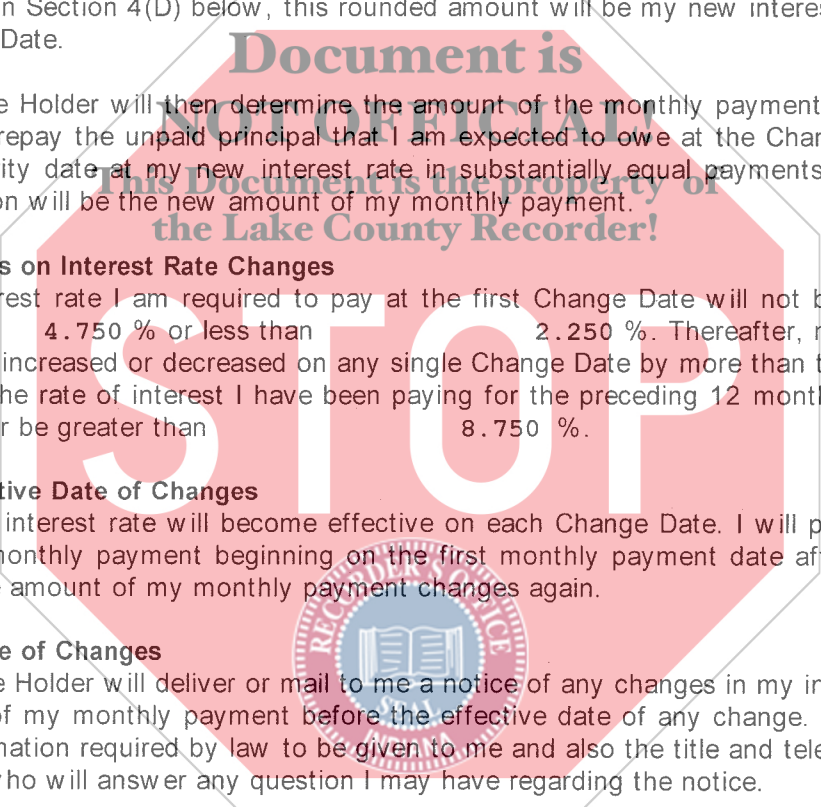 n Section 4(D) below, this rounded amount will be my new interes
Date.
Document is
NOT OFFICIAL!
This Document is the property of
the Lake County Recorder!
e Holder will then determine the amount of the monthly payment
repay the unpaid principal that I am expected to owe at the Chan
ity date at my new interest rate in substantially equal payments
on will be the new amount of my monthly payment.
s on Interest Rate Changes
rest rate I am required to pay at the first Change Date will not b
4.750 % or less than 2.250 %. Thereafter, m
increased or decreased on any single Change Date by more than t
he rate of interest I have been paying for the preceding 12 month
r be greater than 8.750 %.
STOP
tive Date of Changes
interest rate will become effective on each Change Date. I will p
onthly payment beginning on the first monthly payment date aft
amount of my monthly payment changes again.
e of Changes
e Holder will deliver or mail to me a notice of any changes in my in
f my monthly payment before the effective date of any change.
nation required by law to be given to me and also the title and tele
ho will answer any question I may have regarding the notice.
RECORDER'S OFFICE
SEAL
INDIANA